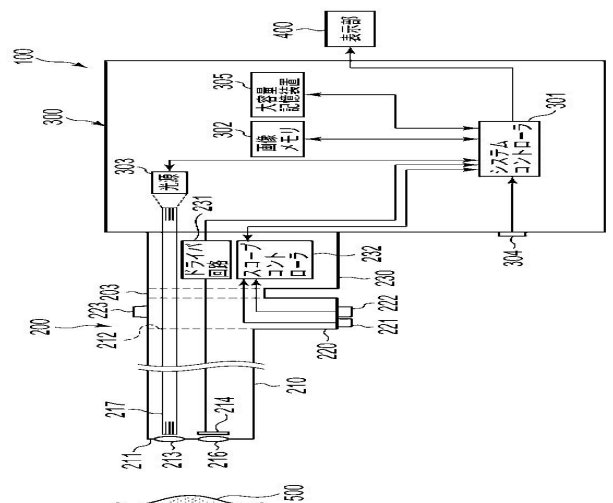 100
200
300
400
表示部
305
大容量
記憶装置
302
画像
メモリ
303
光源
301
システム
コントローラ
304
231
ドライバ
回路
232
スコープ
コント
ローラ
203
223
212
230
222
221
220
210
217
214
211
213
216
500